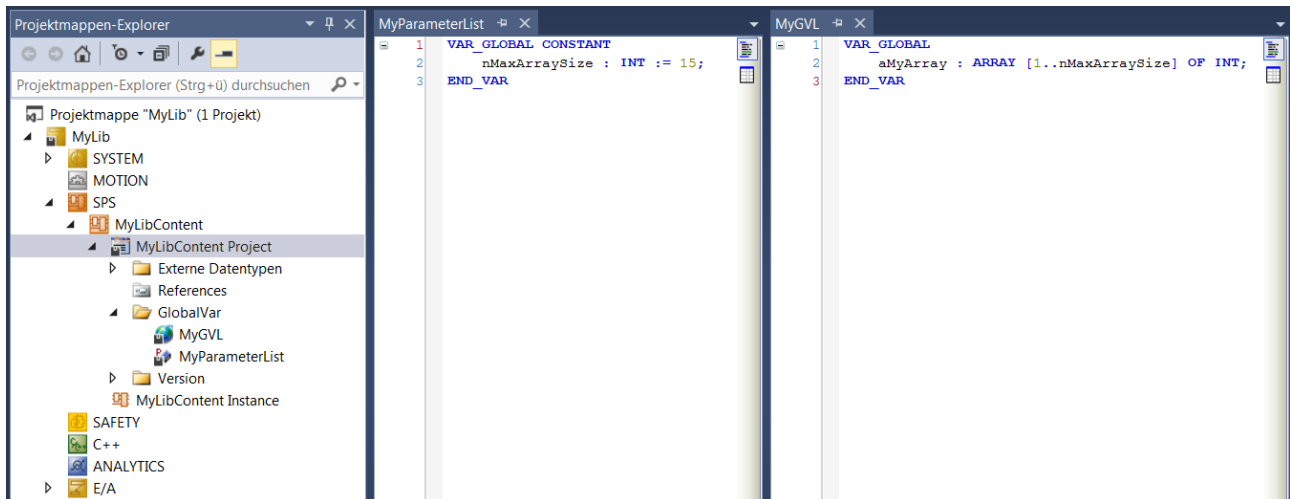 Projektmappen-Explorer
Projektmappen-Explorer (Strg+ü) durchsuchen
Projektmappe "MyLib" (1 Projekt)
MyLib
SYSTEM
MOTION
SPS
MyLibContent
MyLibContent Project
Externe Datentypen
References
GlobalVar
MyGVL
MyParameterList
Version
MyLibContent Instance
SAFETY
C++
ANALYTICS
E/A
MyParameterList
1 VAR_GLOBAL CONSTANT
2 nMaxArraySize : INT := 15;
3 END_VAR
MyGVL
1 VAR_GLOBAL
2 aMyArray : ARRAY [1..nMaxArraySize] OF INT;
3 END_VAR